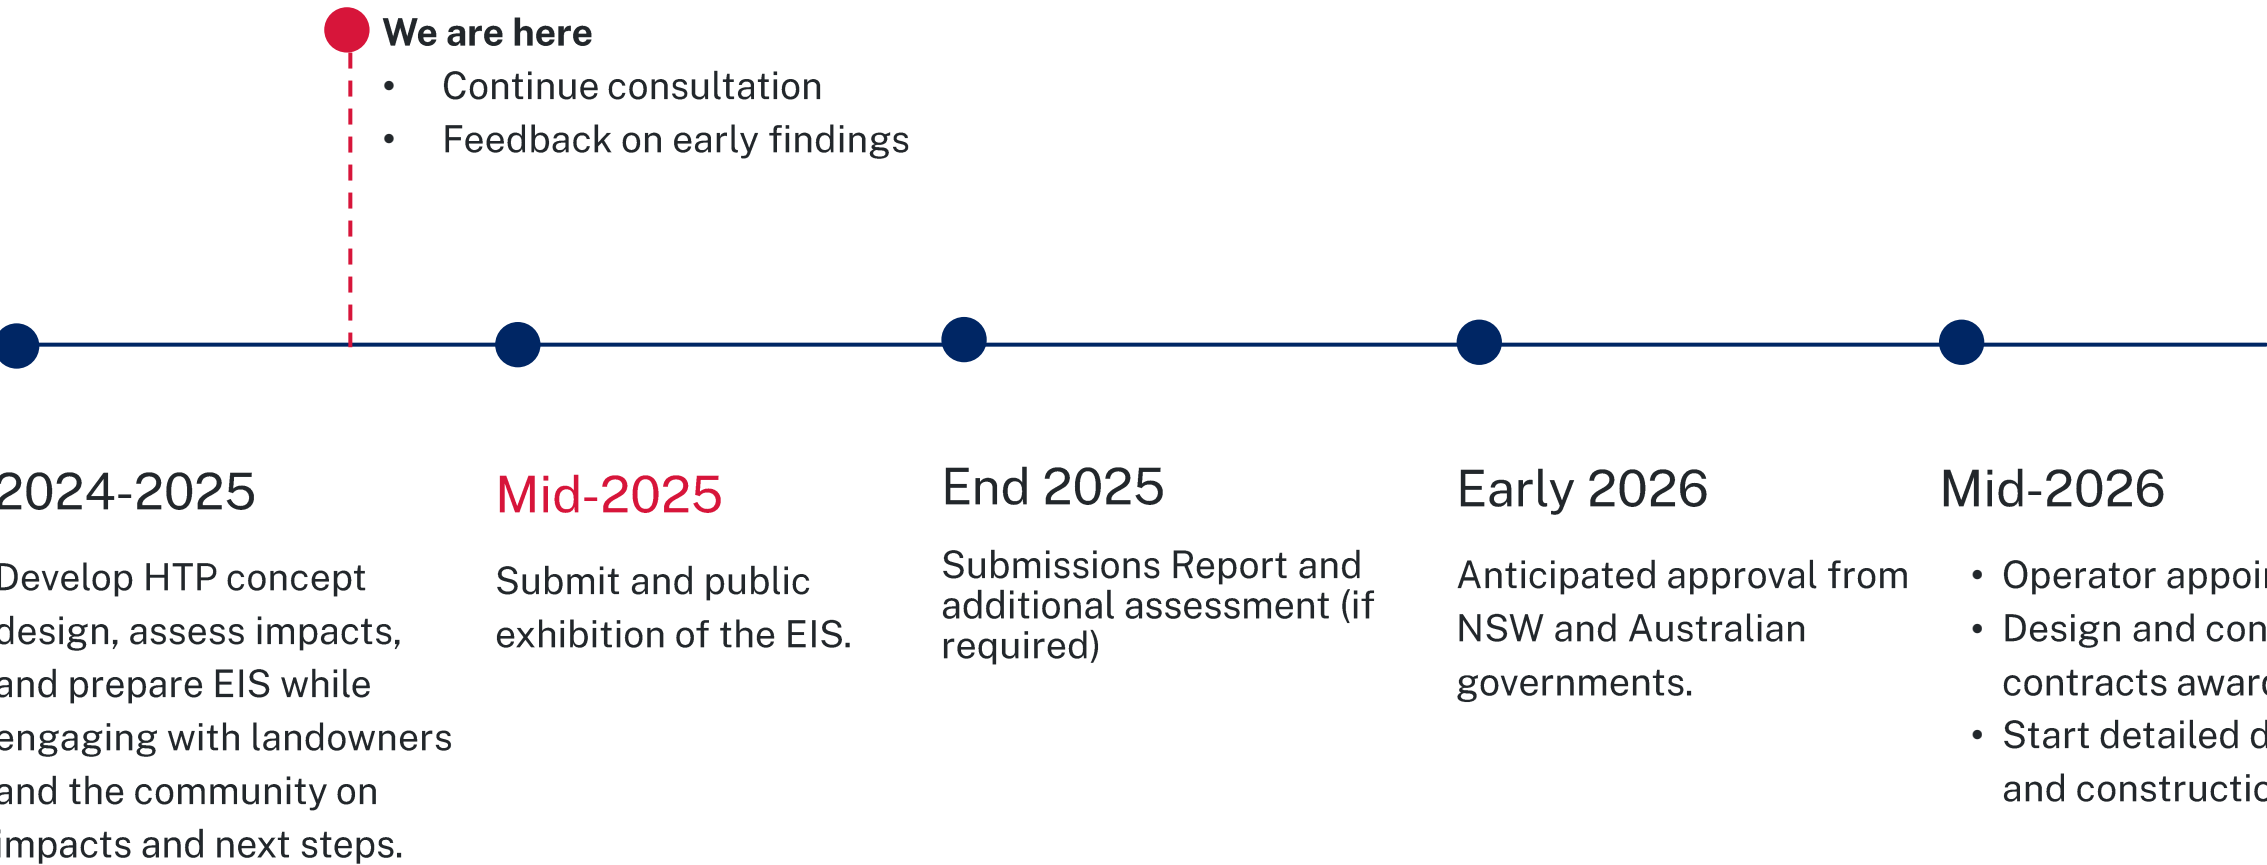 We are here
• Continue consultation
• Feedback on early findings
2024-2025
Develop HTP concept
design, assess impacts,
and prepare EIS while
engaging with landowners
and the community on
impacts and next steps.
Mid-2025
Submit and public
exhibition of the EIS.
End 2025
Submissions Report and
additional assessment (if
required)
Early 2026
Anticipated approval from
NSW and Australian
governments.
Mid-2026
• Operator
• Design and
contracts
• Start detailed
and